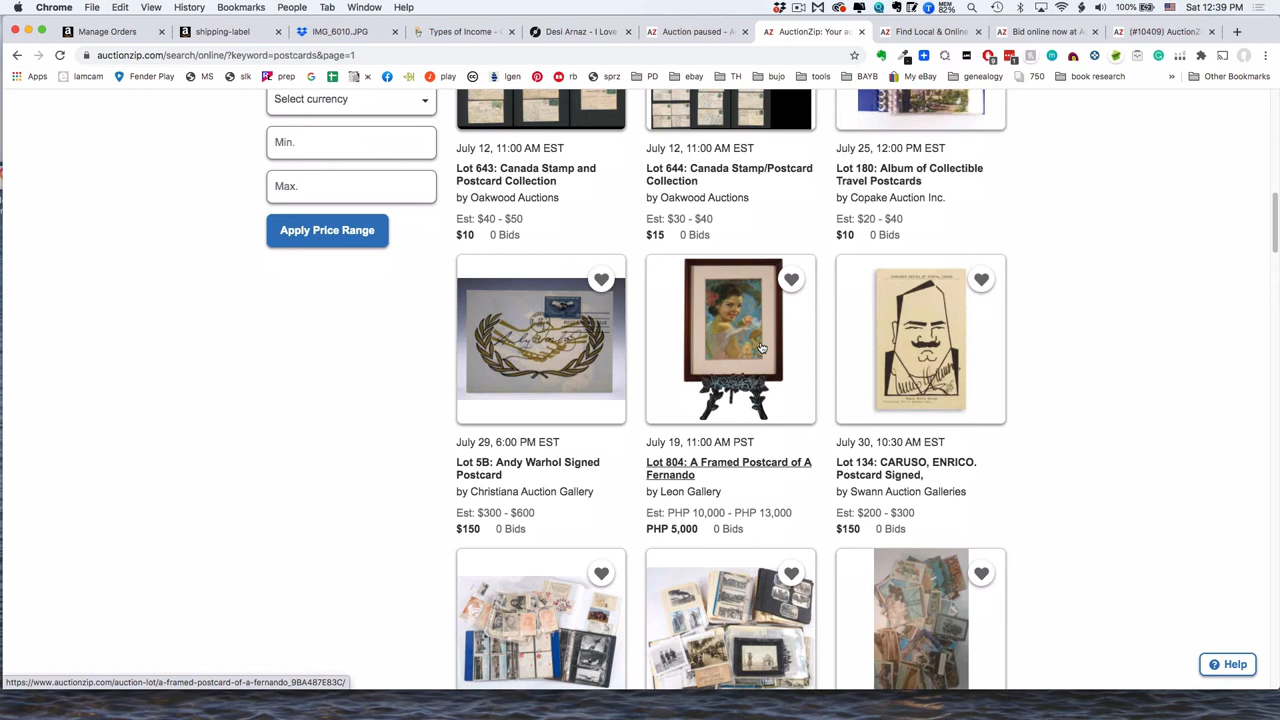 Chrome File Edit View History Bookmarks People Tab Window Help MEM 82% 100% Sat 12:39 PM
Manage Orders shipping-label IMG_6010.JPG Types of Income - Desi Arnaz - I Love Auction paused - AuctionZip: Your au Find Local & Online Bid online now at A (#10409) AuctionZ
auctionzip.com/search/online/?keyword=postcards&page=1
Apps lamcam Fender Play MS slk prep ig play Igen rb sprz PD ebay TH bujo tools BAYB My eBay genealogy 750 book research » Other Bookmarks
Select currency
Min.
Max.
Apply Price Range
July 12, 11:00 AM EST
Lot 643: Canada Stamp and
Postcard Collection
by Oakwood Auctions
Est: $40 - $50
$10 0 Bids
July 12, 11:00 AM EST
Lot 644: Canada Stamp/Postcard
Collection
by Oakwood Auctions
Est: $30 - $40
$15 0 Bids
July 25, 12:00 PM EST
Lot 180: Album of Collectible
Travel Postcards
by Copake Auction Inc.
Est: $20 - $40
$10 0 Bids
July 29, 6:00 PM EST
Lot 5B: Andy Warhol Signed
Postcard
by Christiana Auction Gallery
Est: $300 - $600
$150 0 Bids
July 19, 11:00 AM PST
Lot 804: A Framed Postcard of A
Fernando
by Leon Gallery
Est: PHP 10,000 - PHP 13,000
PHP 5,000 0 Bids
July 30, 10:30 AM EST
Lot 134: CARUSO, ENRICO.
Postcard Signed,
by Swann Auction Galleries
Est: $200 - $300
$150 0 Bids
Help
https://www.auctionzip.com/auction-lot/a-framed-postcard-of-a-fernando_9BA487E83C/